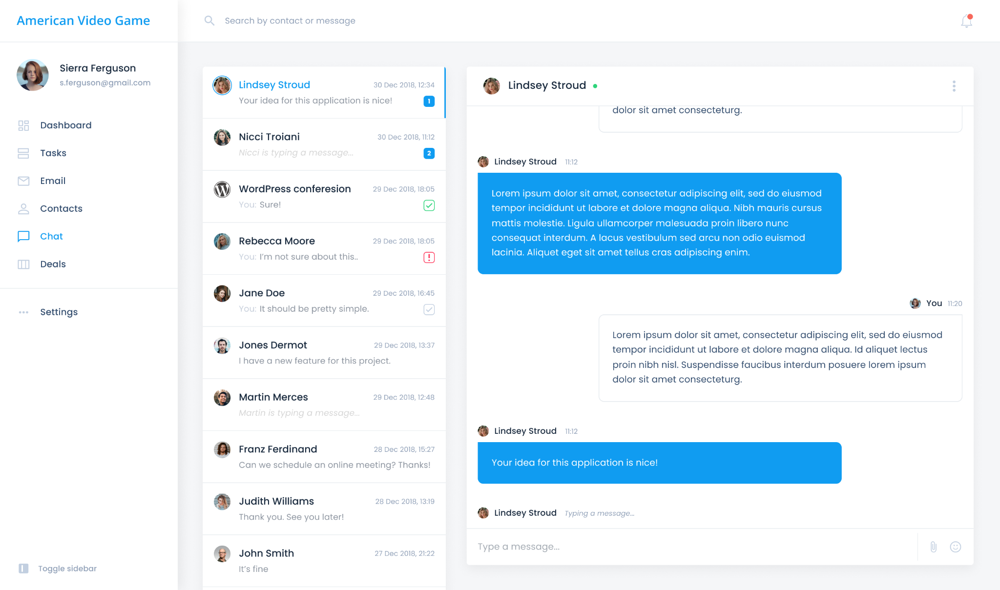 American Video Game
Search by contact or message
Sierra Ferguson
s.ferguson@gmail.com
Dashboard
Tasks
Email
Contacts
Chat
Deals
Settings
Toggle sidebar
Lindsey Stroud
30 Dec 2018, 12:34
Your idea for this application is nice!
1
Nicci Troiani
30 Dec 2018, 11:12
Nicci is typing a message...
2
WordPress conferesion
29 Dec 2018, 18:05
You: Sure!
Rebecca Moore
29 Dec 2018, 18:05
You: I'm not sure about this..
Jane Doe
29 Dec 2018, 16:45
You: It should be pretty simple.
Jones Dermot
29 Dec 2018, 13:37
I have a new feature for this project.
Martin Merces
29 Dec 2018, 12:48
Martin is typing a message...
Franz Ferdinand
28 Dec 2018, 15:27
Can we schedule an online meeting? Thanks!
Judith Williams
28 Dec 2018, 13:19
Thank you. See you later!
John Smith
27 Dec 2018, 21:22
It's fine
Lindsey Stroud
dolor sit amet consecteturg.
Lindsey Stroud 11:12
Lorem ipsum dolor sit amet, consectetur adipiscing elit, sed do eiusmod
tempor incididunt ut labore et dolore magna aliqua. Nibh mauris cursus
mattis molestie. Ligula ullamcorper malesuada proin libero nunc
consequat interdum. A lacus vestibulum sed arcu non odio euismod
lacinia. Aliquet eget sit amet tellus cras adipiscing enim.
You 11:20
Lorem ipsum dolor sit amet, consectetur adipiscing elit, sed do eiusmod
tempor incididunt ut labore et dolore magna aliqua. Id aliquet lectus
proin nibh nisl. Suspendisse faucibus interdum posuere lorem ipsum
dolor sit amet consecteturg.
Lindsey Stroud 11:12
Your idea for this application is nice!
Lindsey Stroud Typing a message...
Type a message...